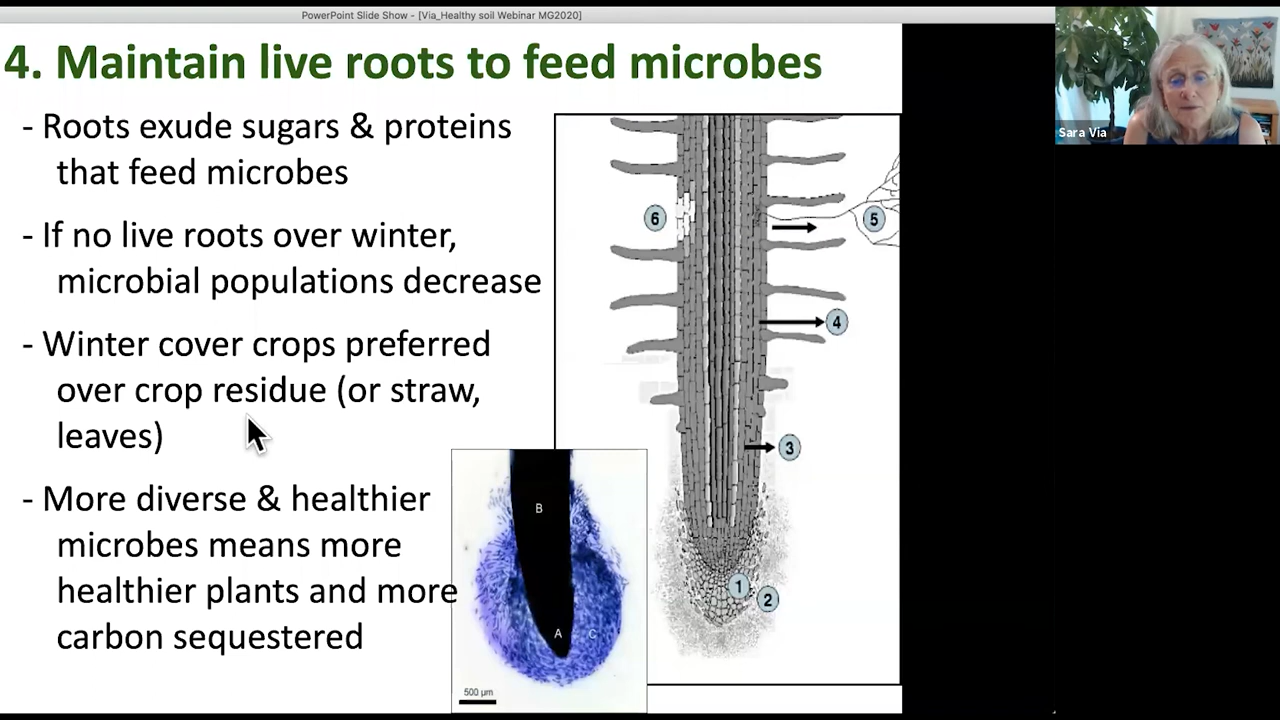 PowerPoint Slide Show - [Via_Healthy soil Webinar MG2020]
4. Maintain live roots to feed microbes
- Roots exude sugars & proteins
that feed microbes
- If no live roots over winter,
microbial populations decrease
- Winter cover crops preferred
over crop residue (or straw,
leaves)
- More diverse & healthier
microbes means more
healthier plants and more
carbon sequestered
6
5
4
3
1
2
B
A
C
500 µm
Sara Via